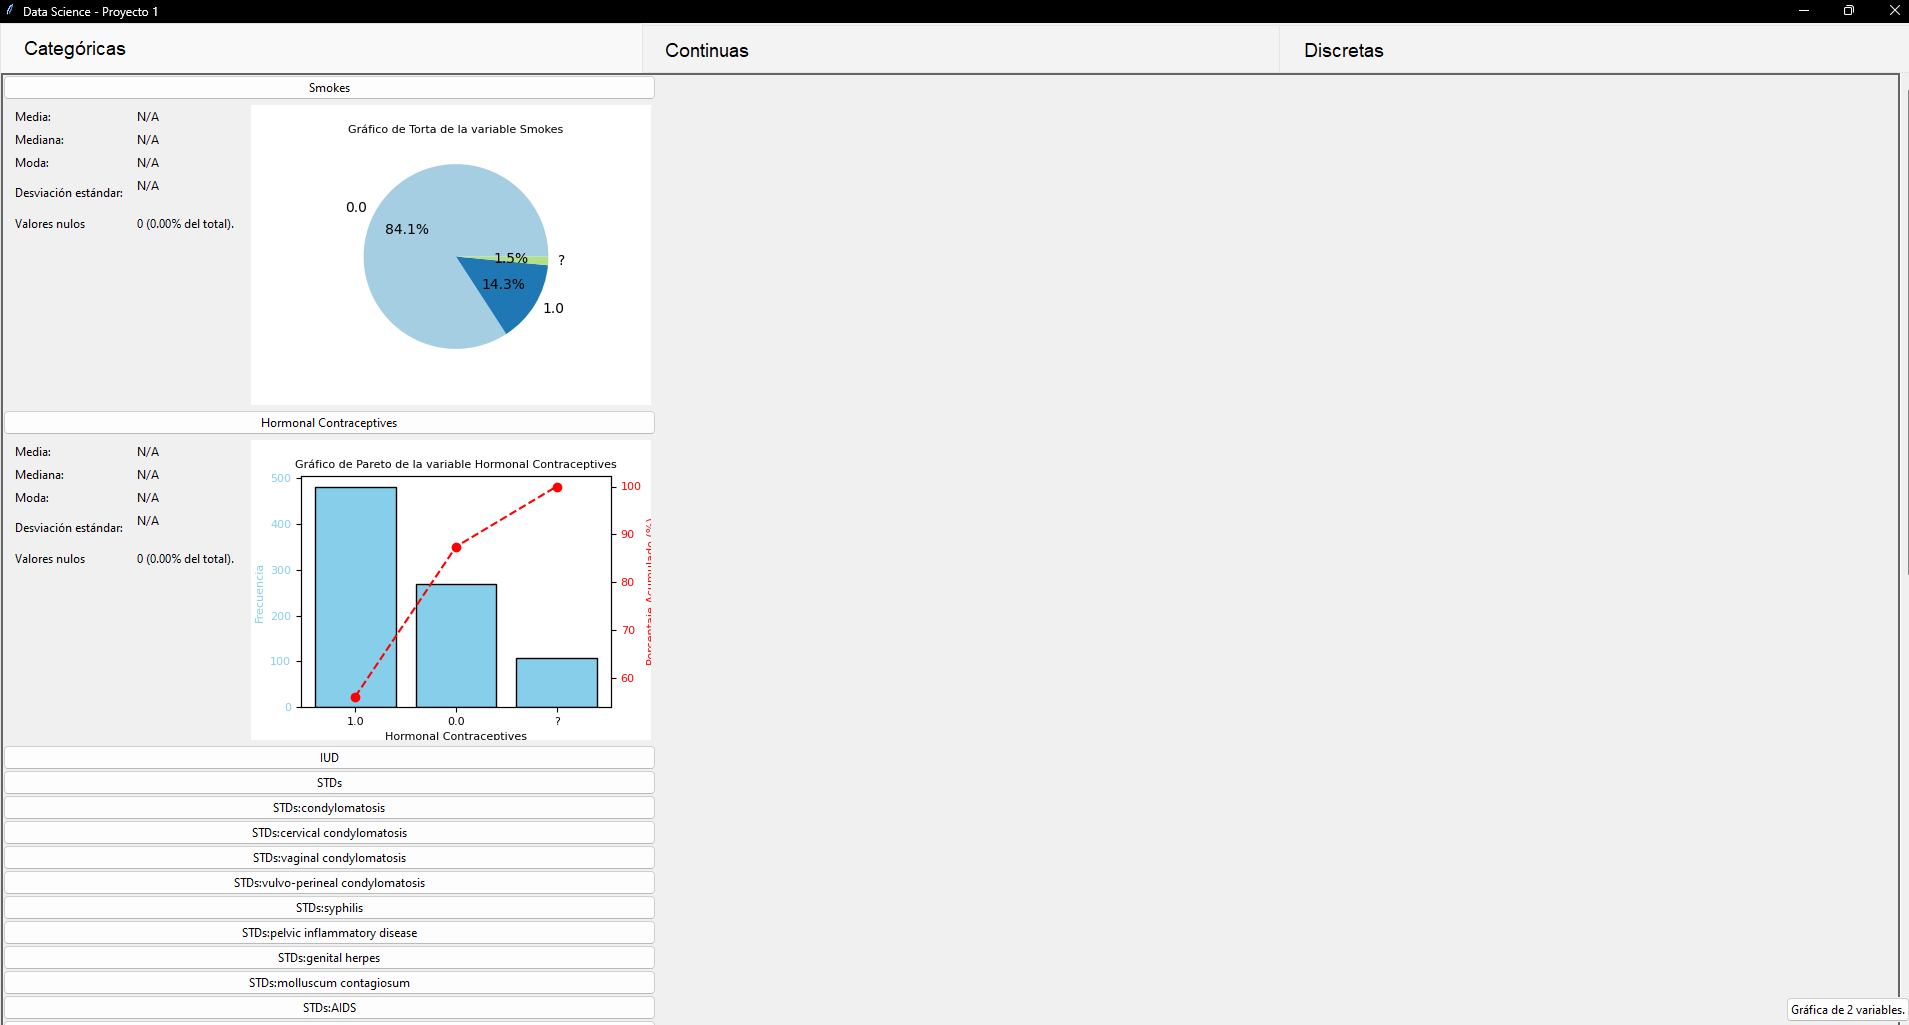 Data Science - Proyecto 1
Categóricas
Continuas
Discretas
Smokes
Media: N/A
Mediana: N/A
Moda: N/A
Desviación estándar: N/A
Valores nulos 0 (0.00% del total).
Gráfico de Torta de la variable Smokes
0.0
84.1%
1.5%
?
14.3%
1.0
Hormonal Contraceptives
Media: N/A
Mediana: N/A
Moda: N/A
Desviación estándar: N/A
Valores nulos 0 (0.00% del total).
Gráfico de Pareto de la variable Hormonal Contraceptives
500
400
300
200
100
0
Frecuencia
100
90
80
70
60
Porcentaje Acumulado (%)
1.0 0.0 ?
Hormonal Contraceptives
IUD
STDs
STDs:condylomatosis
STDs:cervical condylomatosis
STDs:vaginal condylomatosis
STDs:vulvo-perineal condylomatosis
STDs:syphilis
STDs:pelvic inflammatory disease
STDs:genital herpes
STDs:molluscum contagiosum
STDs:AIDS
Gráfica de 2 variables.